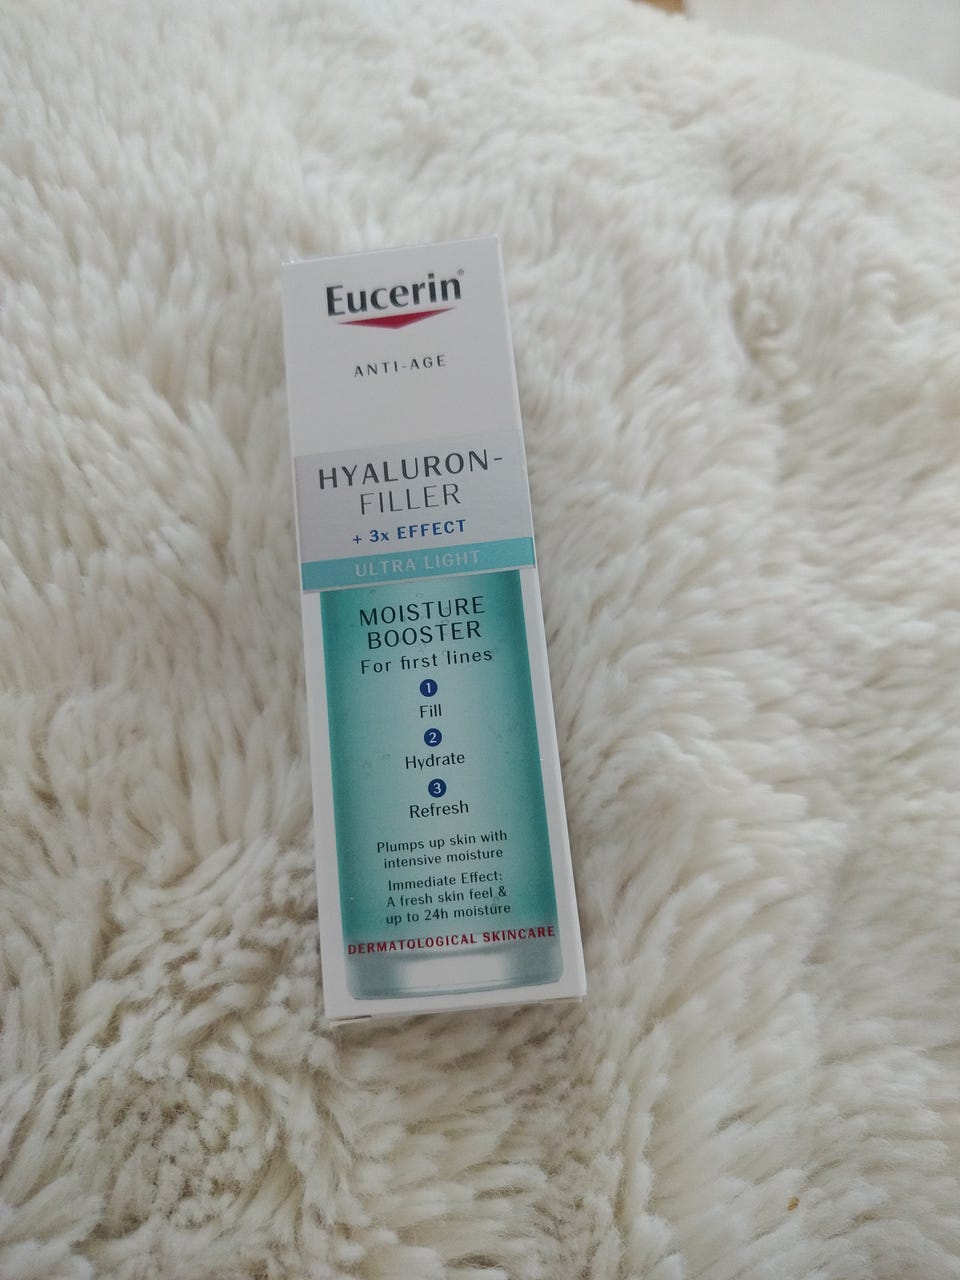 Eucerin®
ANTI-AGE
HYALURON-
FILLER
+ 3x EFFECT
ULTRA LIGHT
MOISTURE
BOOSTER
For first lines
1
Fill
2
Hydrate
3
Refresh
Plumps up skin with
intensive moisture
Immediate Effect:
A fresh skin feel &
up to 24h moisture
DERMATOLOGICAL SKINCARE